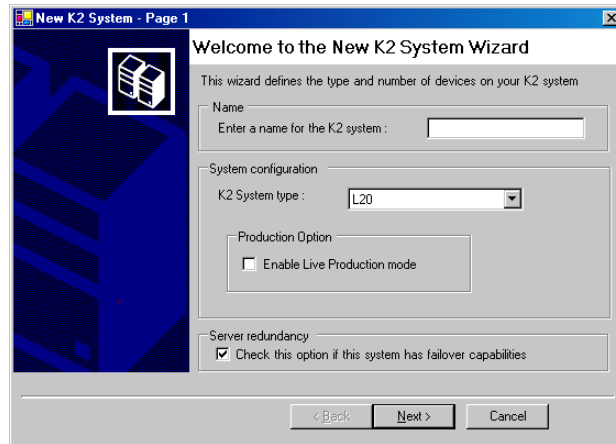 New K2 System - Page 1
Welcome to the New K2 System Wizard
This wizard defines the type and number of devices on your K2 system
Name
Enter a name for the K2 system :
System configuration
K2 System type :
L20
Production Option
Enable Live Production mode
Server redundancy
Check this option if this system has failover capabilities
< Back
Next >
Cancel